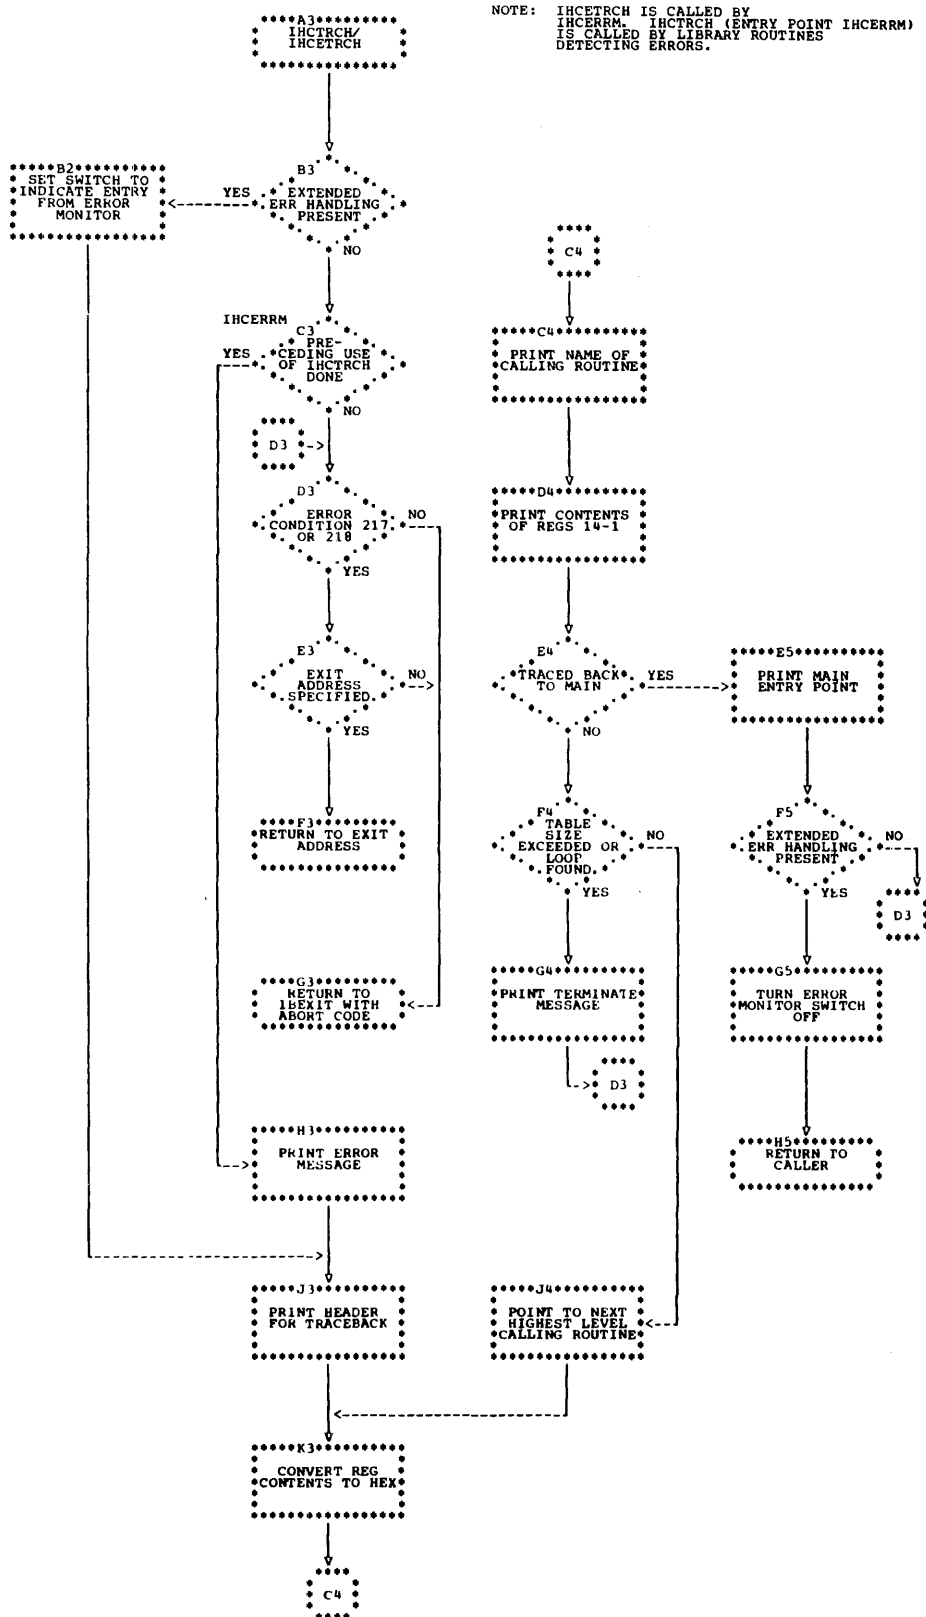 NOTE: IHCETRCH IS CALLED BY
IHCERRM. IHCTRCH (ENTRY POINT IHCERRM)
IS CALLED BY LIBRARY ROUTINES
DETECTING ERRORS.
A3
IHCTRCH/
IHCETRCH
B2
SET SWITCH TO
INDICATE ENTRY
FROM ERROR
MONITOR
YES
B3
EXTENDED
ERR HANDLING
PRESENT
NO
IHCERRM
YES
C3
PRE-
CEDING USE
OF IHCTRCH
DONE
NO
D3
D3
ERROR
CONDITION 217
OR 218
NO
YES
E3
EXIT
ADDRESS
SPECIFIED.
NO
YES
F3
RETURN TO EXIT
ADDRESS
G3
RETURN TO
IBEXIT WITH
ABORT CODE
H3
PRINT ERROR
MESSAGE
J3
PRINT HEADER
FOR TRACEBACK
K3
CONVERT REG
CONTENTS TO HEX
C4
C4
C4
PRINT NAME OF
CALLING ROUTINE
D4
PRINT CONTENTS
OF REGS 14-1
E4
TRACED BACK
TO MAIN
YES
NO
F4
TABLE
SIZE
EXCEEDED OR
LOOP
FOUND.
NO
YES
G4
PRINT TERMINATE
MESSAGE
D3
J4
POINT TO NEXT
HIGHEST LEVEL
CALLING ROUTINE
E5
PRINT MAIN
ENTRY POINT
F5
EXTENDED
ERR HANDLING
PRESENT
NO
YES
D3
G5
TURN ERROR
MONITOR SWITCH
OFF
H5
RETURN TO
CALLER